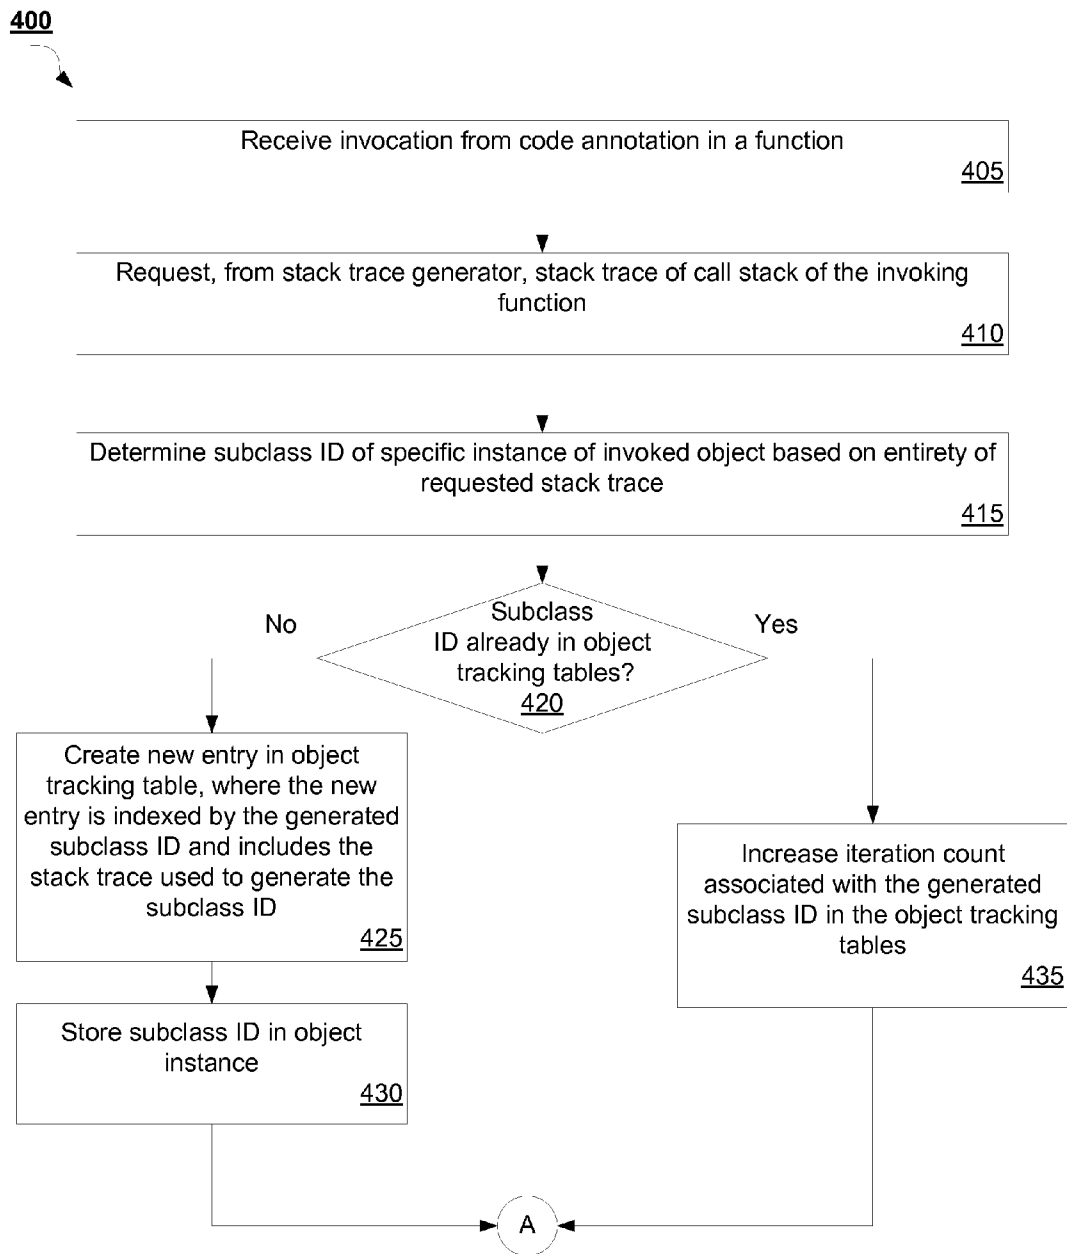 400
Receive invocation from code annotation in a function
405
Request, from stack trace generator, stack trace of call stack of the invoking
function
410
Determine subclass ID of specific instance of invoked object based on entirety of
requested stack trace
415
Subclass
ID already in object
tracking tables?
420
No
Yes
Create new entry in object
tracking table, where the new
entry is indexed by the generated
subclass ID and includes the
stack trace used to generate the
subclass ID
425
Increase iteration count
associated with the generated
subclass ID in the object tracking
tables
435
Store subclass ID in object
instance
430
A